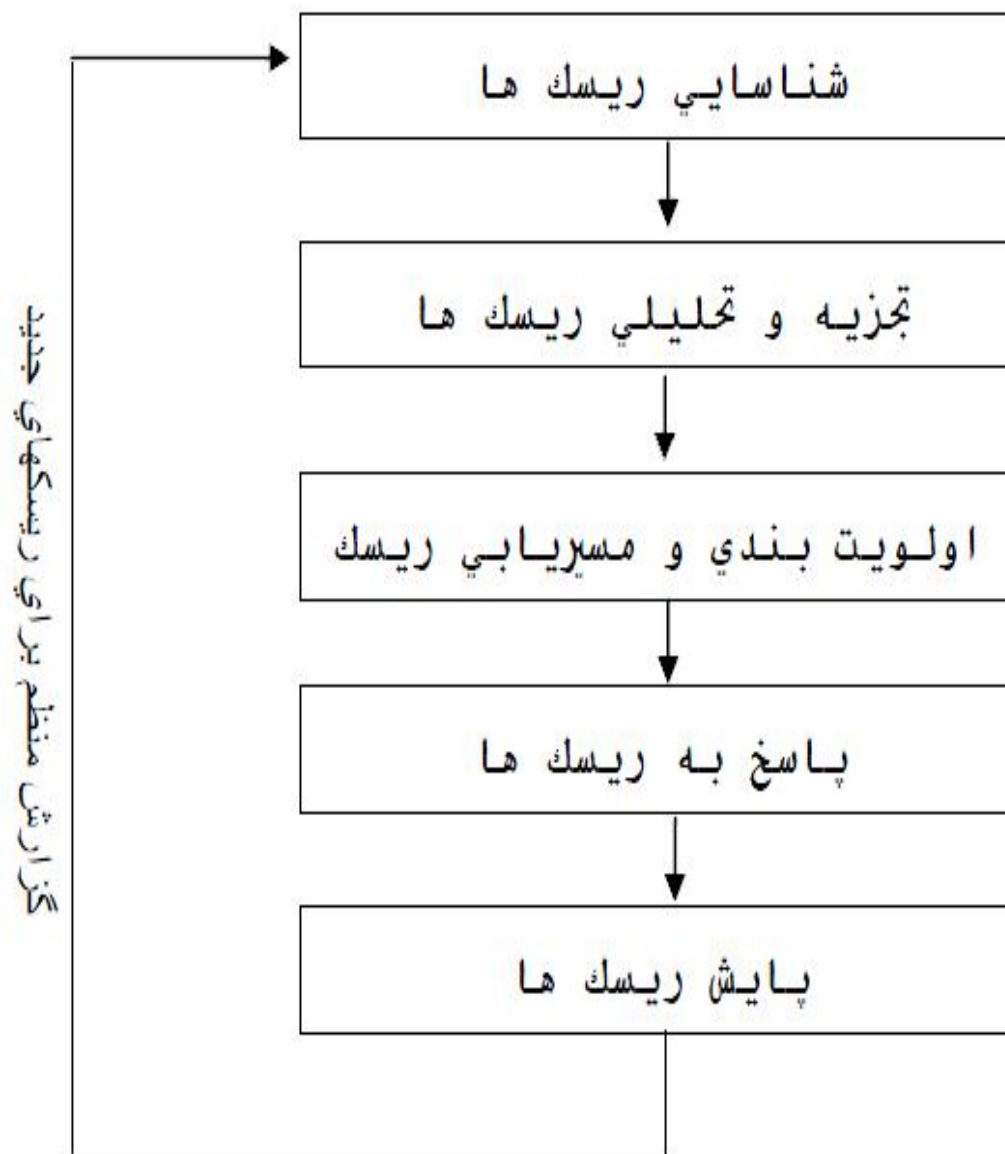 شناسايي ريسك ها
تجزيه و تحليلي ريسك ها
اولويت بندي و مسيريابي ريسك
پاسخ به ريسك ها
پايش ريسك ها
گزارش منظم براي ريسكهاي جديد